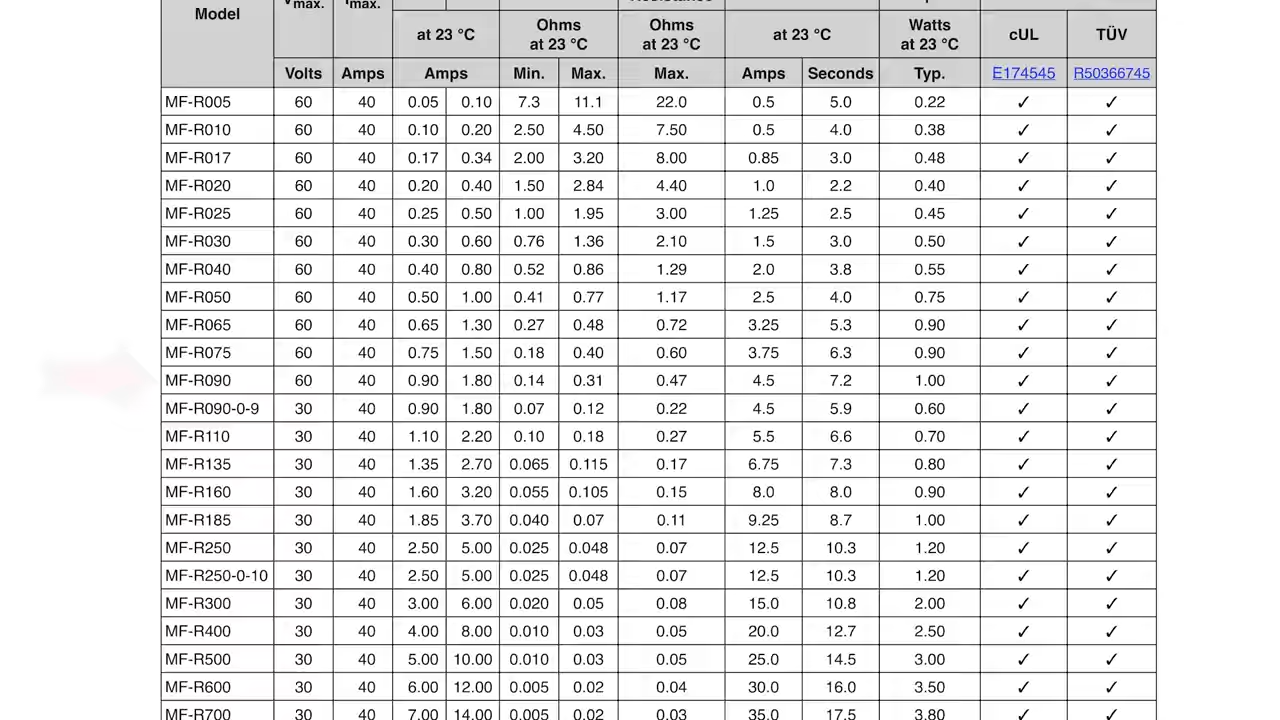 Model Vmax. Imax.
at 23 °C Ohms at 23 °C Ohms at 23 °C at 23 °C Watts at 23 °C cUL TÜV
Volts Amps Amps Min. Max. Max. Amps Seconds Typ. E174545 R50366745
MF-R005 60 40 0.05 0.10 7.3 11.1 22.0 0.5 5.0 0.22 ✓ ✓
MF-R010 60 40 0.10 0.20 2.50 4.50 7.50 0.5 4.0 0.38 ✓ ✓
MF-R017 60 40 0.17 0.34 2.00 3.20 8.00 0.85 3.0 0.48 ✓ ✓
MF-R020 60 40 0.20 0.40 1.50 2.84 4.40 1.0 2.2 0.40 ✓ ✓
MF-R025 60 40 0.25 0.50 1.00 1.95 3.00 1.25 2.5 0.45 ✓ ✓
MF-R030 60 40 0.30 0.60 0.76 1.36 2.10 1.5 3.0 0.50 ✓ ✓
MF-R040 60 40 0.40 0.80 0.52 0.86 1.29 2.0 3.8 0.55 ✓ ✓
MF-R050 60 40 0.50 1.00 0.41 0.77 1.17 2.5 4.0 0.75 ✓ ✓
MF-R065 60 40 0.65 1.30 0.27 0.48 0.72 3.25 5.3 0.90 ✓ ✓
MF-R075 60 40 0.75 1.50 0.18 0.40 0.60 3.75 6.3 0.90 ✓ ✓
MF-R090 60 40 0.90 1.80 0.14 0.31 0.47 4.5 7.2 1.00 ✓ ✓
MF-R090-0-9 30 40 0.90 1.80 0.07 0.12 0.22 4.5 5.9 0.60 ✓ ✓
MF-R110 30 40 1.10 2.20 0.10 0.18 0.27 5.5 6.6 0.70 ✓ ✓
MF-R135 30 40 1.35 2.70 0.065 0.115 0.17 6.75 7.3 0.80 ✓ ✓
MF-R160 30 40 1.60 3.20 0.055 0.105 0.15 8.0 8.0 0.90 ✓ ✓
MF-R185 30 40 1.85 3.70 0.040 0.07 0.11 9.25 8.7 1.00 ✓ ✓
MF-R250 30 40 2.50 5.00 0.025 0.048 0.07 12.5 10.3 1.20 ✓ ✓
MF-R250-0-10 30 40 2.50 5.00 0.025 0.048 0.07 12.5 10.3 1.20 ✓ ✓
MF-R300 30 40 3.00 6.00 0.020 0.05 0.08 15.0 10.8 2.00 ✓ ✓
MF-R400 30 40 4.00 8.00 0.010 0.03 0.05 20.0 12.7 2.50 ✓ ✓
MF-R500 30 40 5.00 10.00 0.010 0.03 0.05 25.0 14.5 3.00 ✓ ✓
MF-R600 30 40 6.00 12.00 0.005 0.02 0.04 30.0 16.0 3.50 ✓ ✓
MF-R700 30 40 7.00 14.00 0.005 0.02 0.03 35.0 17.5 3.80 ✓ ✓